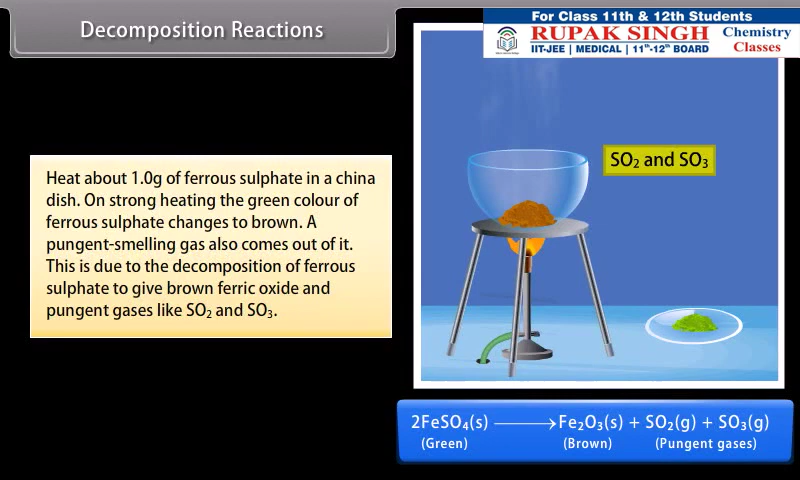 Decomposition Reactions
For Class 11th & 12th Students
RUPAK SINGH
Chemistry
Classes
IIT-JEE | MEDICAL | 11th-12th BOARD
SO₂ and SO₃
Heat about 1.0g of ferrous sulphate in a china
dish. On strong heating the green colour of
ferrous sulphate changes to brown. A
pungent-smelling gas also comes out of it.
This is due to the decomposition of ferrous
sulphate to give brown ferric oxide and
pungent gases like SO₂ and SO₃.
2FeSO₄(s) ⟶ Fe₂O₃(s) + SO₂(g) + SO₃(g)
(Green) (Brown) (Pungent gases)